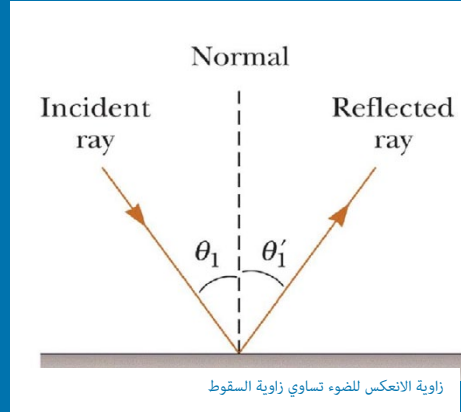 Normal
Incident
ray
Reflected
ray
θ₁
θ₁′
زاوية الانعكس للضوء تساوي زاوية السقوط